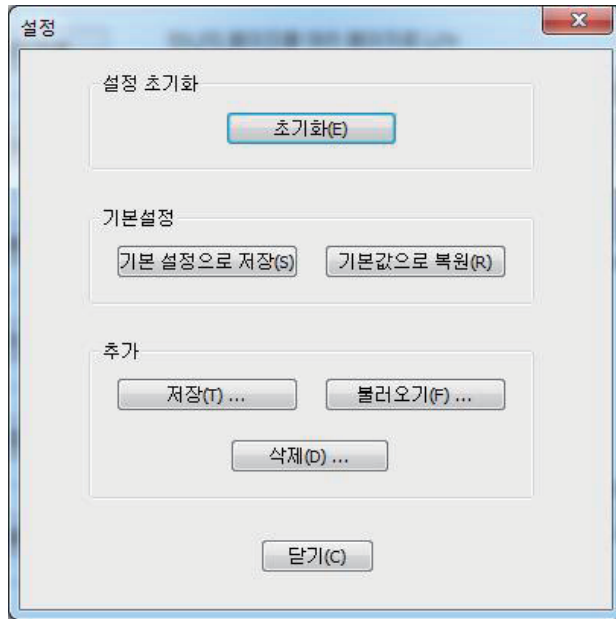 설정
설정 초기화
초기화(E)
기본설정
기본 설정으로 저장(S) 기본값으로 복원(R)
추가
저장(T) ... 불러오기(F) ...
삭제(D) ...
닫기(C)